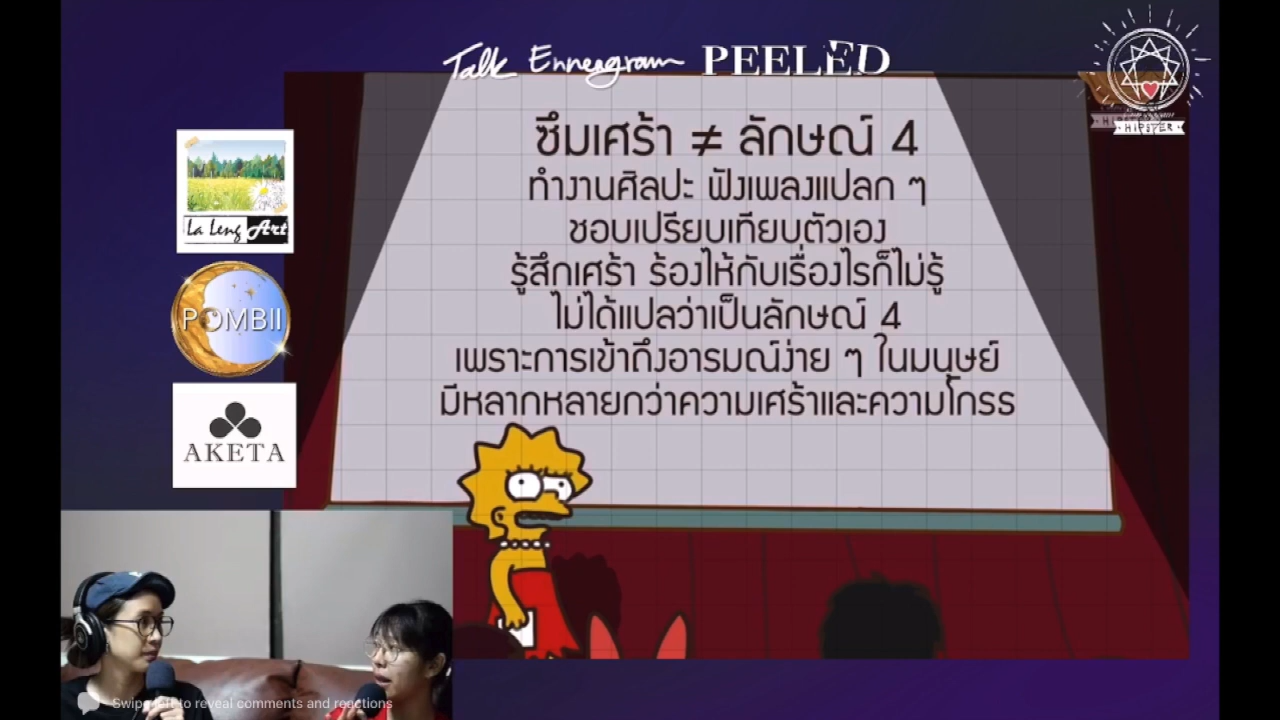 Talk Enneagram PEELED
HIPSTER
ซึมเศร้า ≠ ลักษณ์ 4
ทำงานศิลปะ ฟังเพลงแปลก ๆ
ชอบเปรียบเทียบตัวเอง
รู้สึกเศร้า ร้องไห้กับเรื่องไรก็ไม่รู้
ไม่ได้แปลว่าเป็นลักษณ์ 4
เพราะการเข้าถึงอารมณ์ง่าย ๆ ในมนุษย์
มีหลากหลายกว่าความเศร้าและความโกรธ
La Leng Art
POMBII
AKETA
Swipe left to reveal comments and reactions